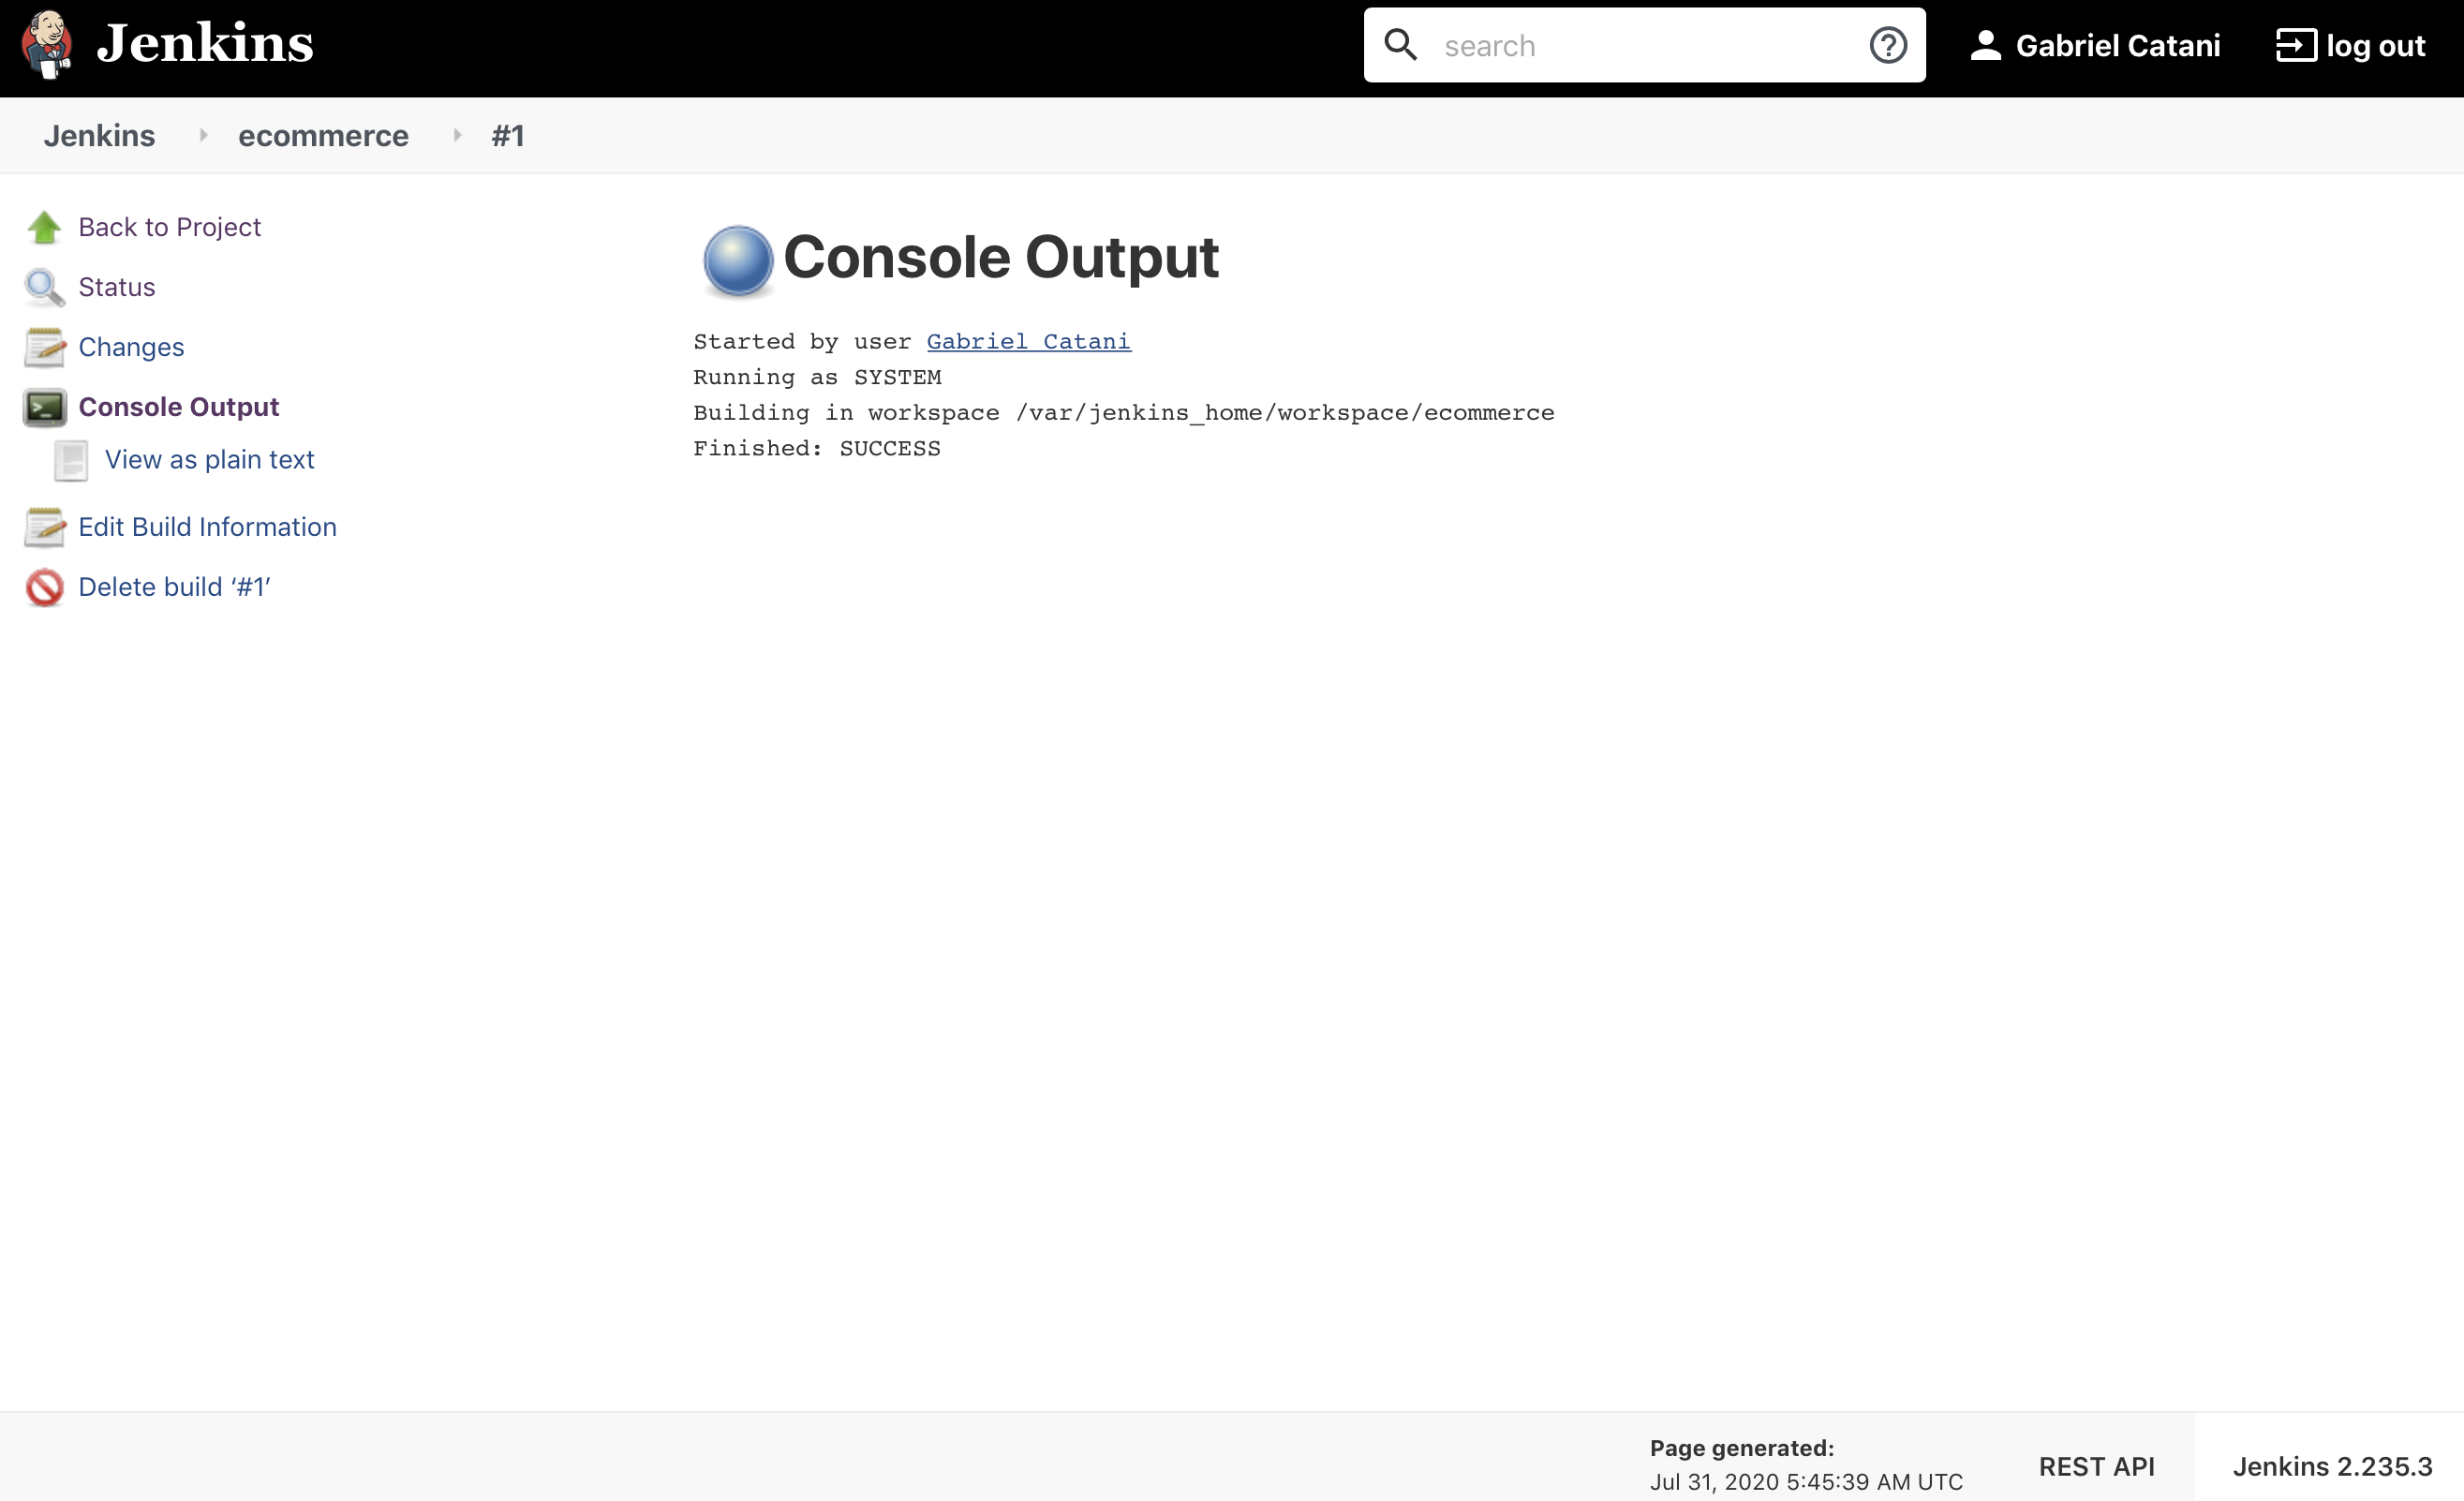 Jenkins
search
Gabriel Catani
log out
Jenkins ecommerce #1
Back to Project
Status
Changes
Console Output
View as plain text
Edit Build Information
Delete build ‘#1’
Console Output
Started by user Gabriel Catani
Running as SYSTEM
Building in workspace /var/jenkins_home/workspace/ecommerce
Finished: SUCCESS
Page generated:
Jul 31, 2020 5:45:39 AM UTC
REST API
Jenkins 2.235.3